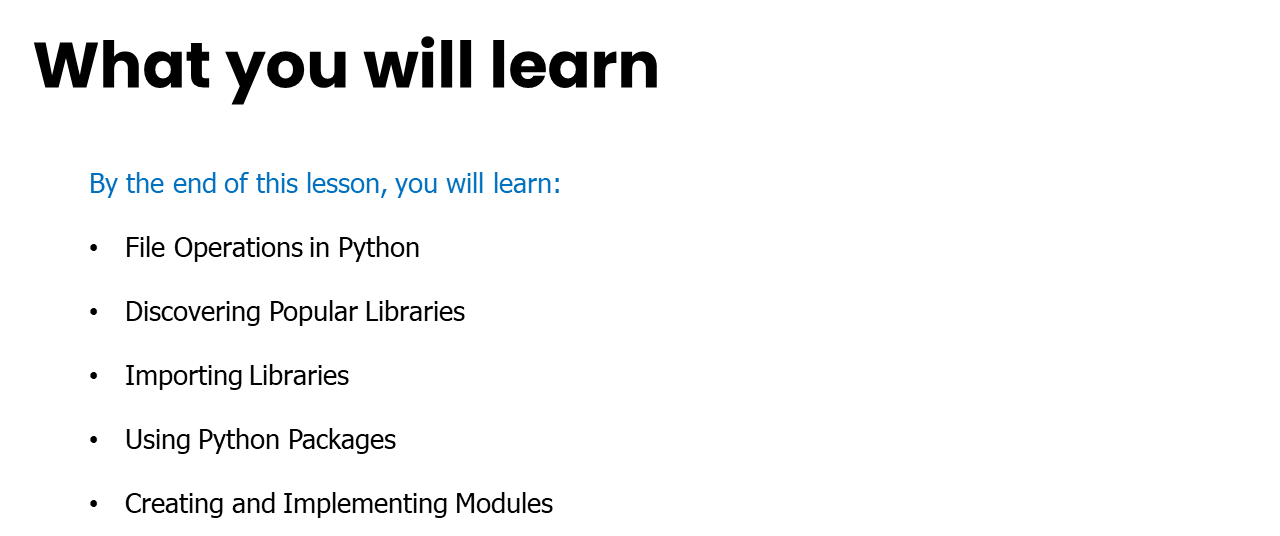 What you will learn
By the end of this lesson, you will learn:
• File Operations in Python
• Discovering Popular Libraries
• Importing Libraries
• Using Python Packages
• Creating and Implementing Modules